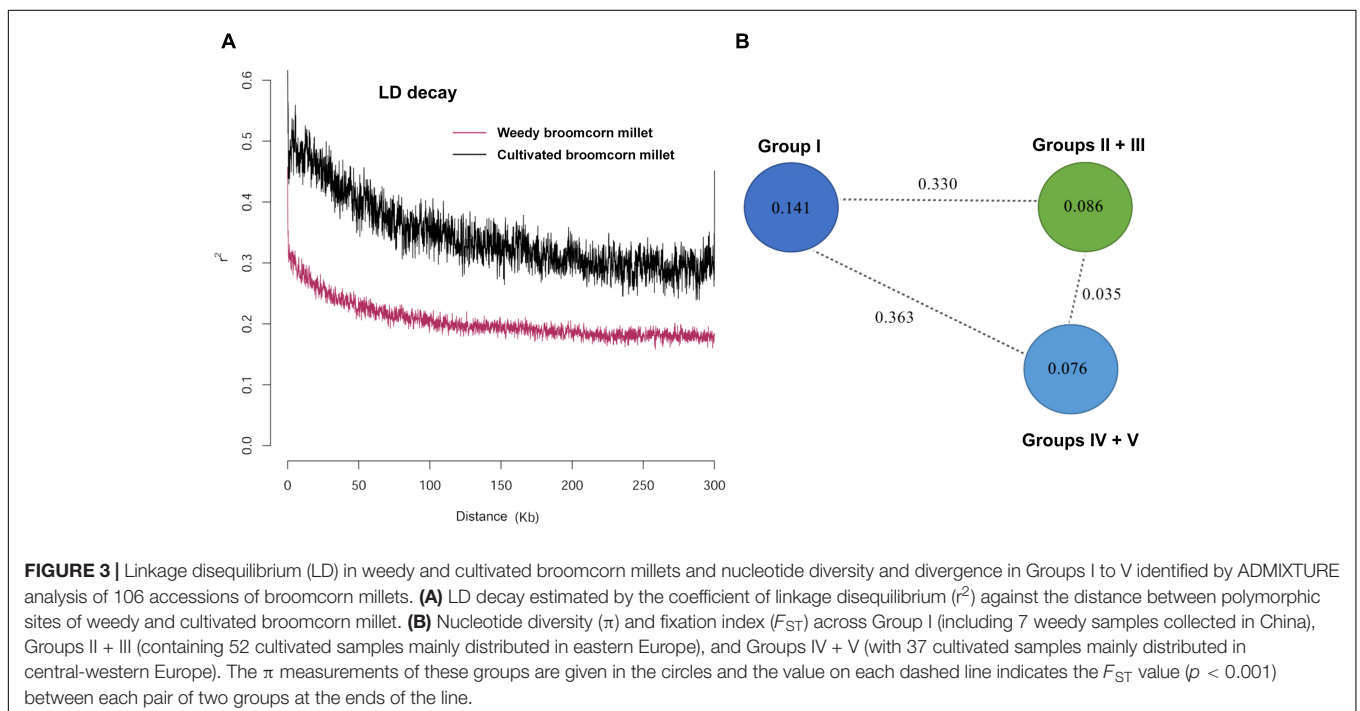 A
B
LD decay
Weedy broomcorn millet
Cultivated broomcorn millet
0.6
0.5
0.4
0.3
0.2
0.1
0.0
r²
0 50 100 150 200 250 300
Distance (Kb)
Group I
Groups II + III
0.330
0.141
0.086
0.035
0.363
0.076
Groups IV + V
FIGURE 3 | Linkage disequilibrium (LD) in weedy and cultivated broomcorn millets and nucleotide diversity and divergence in Groups I to V identified by ADMIXTURE
analysis of 106 accessions of broomcorn millets. (A) LD decay estimated by the coefficient of linkage disequilibrium (r²) against the distance between polymorphic
sites of weedy and cultivated broomcorn millet. (B) Nucleotide diversity (π) and fixation index (FST) across Group I (including 7 weedy samples collected in China),
Groups II + III (containing 52 cultivated samples mainly distributed in eastern Europe), and Groups IV + V (with 37 cultivated samples mainly distributed in
central-western Europe). The π measurements of these groups are given in the circles and the value on each dashed line indicates the FST value (p < 0.001)
between each pair of two groups at the ends of the line.